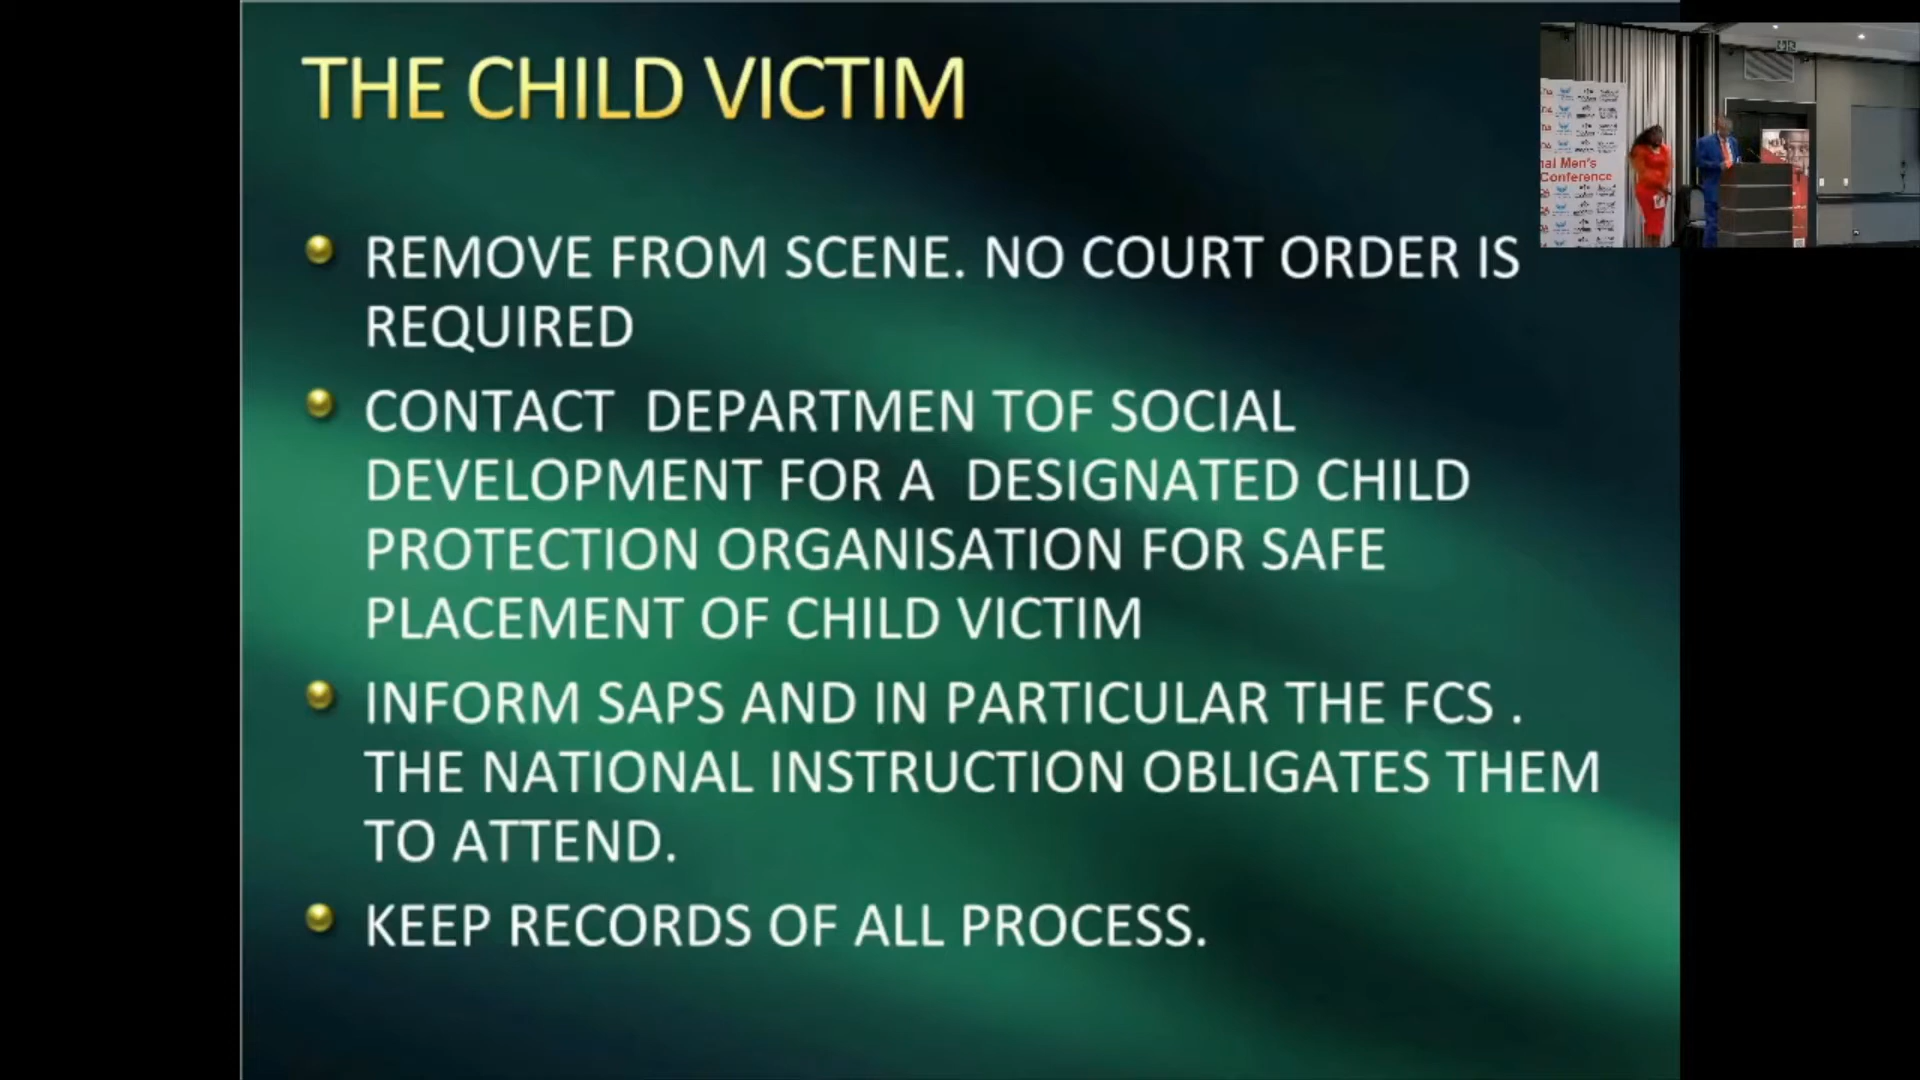 THE CHILD VICTIM
REMOVE FROM SCENE. NO COURT ORDER IS
REQUIRED
CONTACT  DEPARTMEN TOF SOCIAL
DEVELOPMENT FOR A  DESIGNATED CHILD
PROTECTION ORGANISATION FOR SAFE
PLACEMENT OF CHILD VICTIM
INFORM SAPS AND IN PARTICULAR THE FCS .
THE NATIONAL INSTRUCTION OBLIGATES THEM
TO ATTEND.
KEEP RECORDS OF ALL PROCESS.
nal Men's
Conference